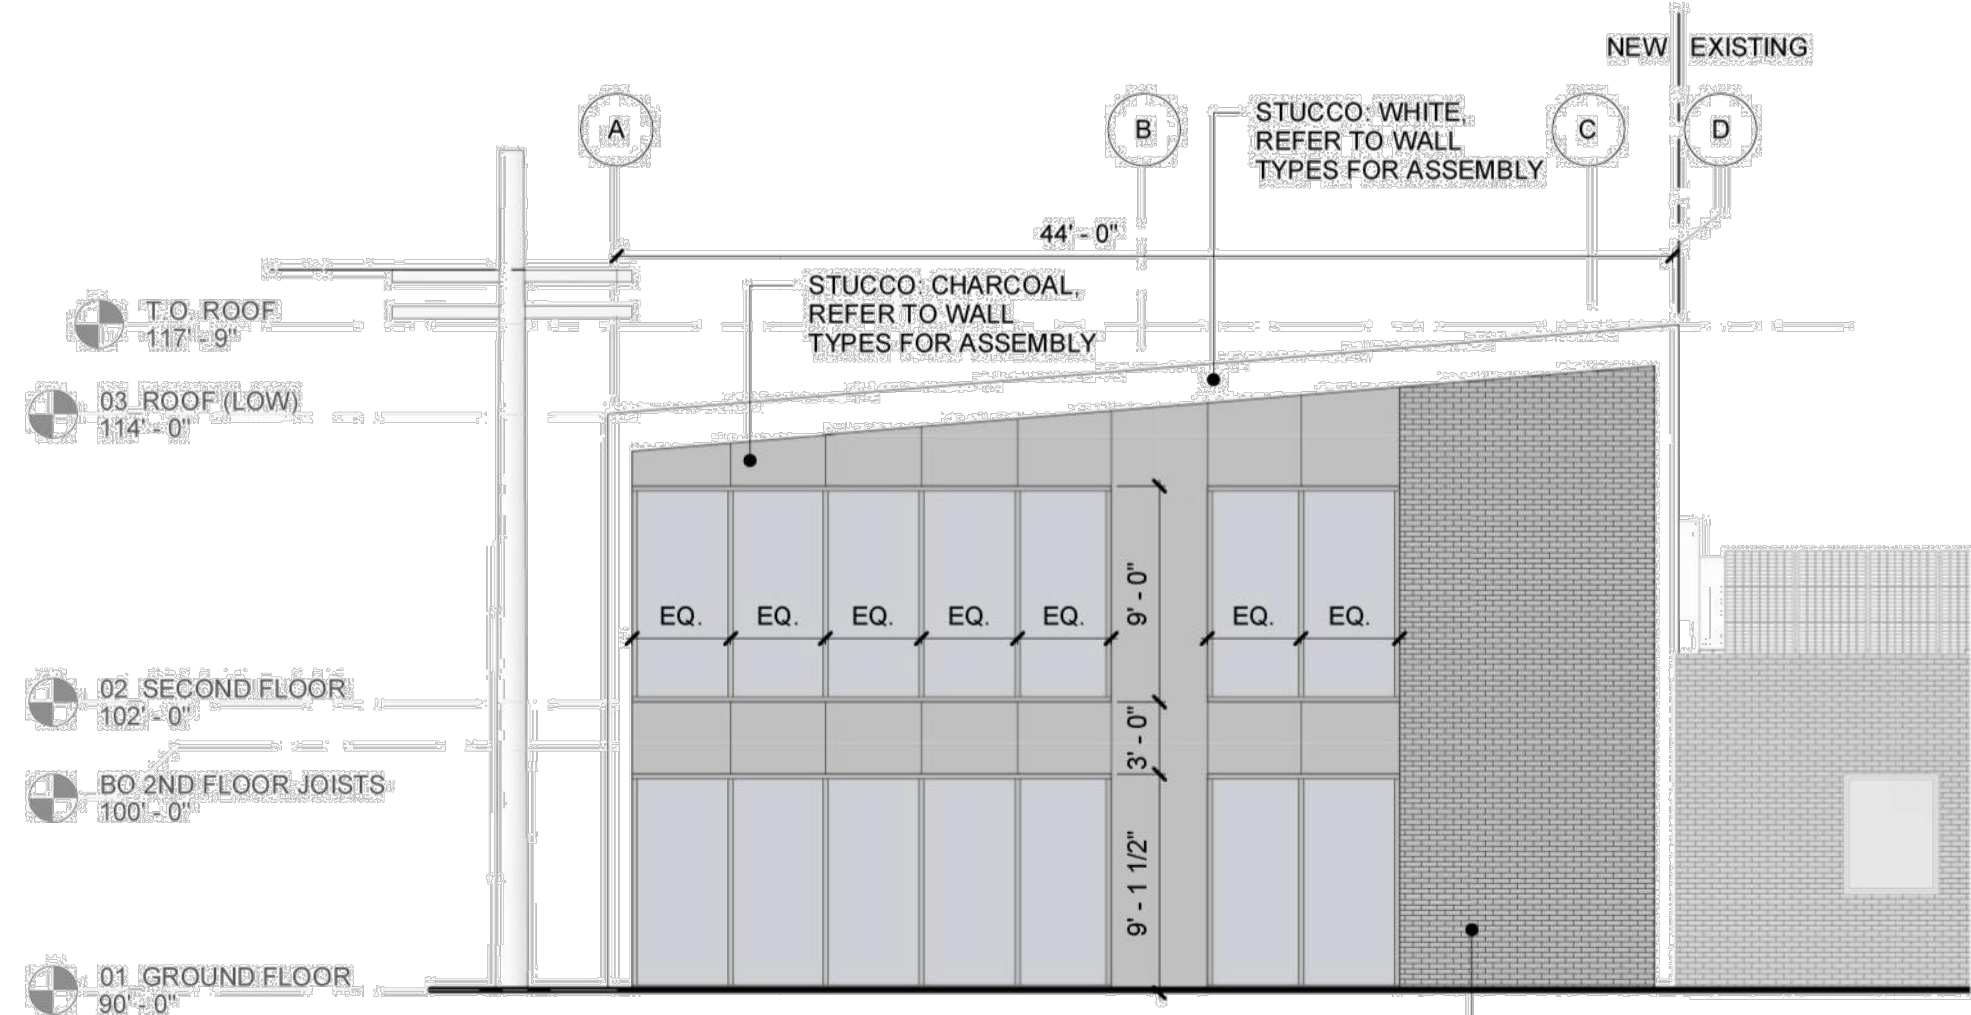 NEW EXISTING
A
B
STUCCO: WHITE,
REFER TO WALL
TYPES FOR ASSEMBLY
C
D
44' - 0"
STUCCO: CHARCOAL,
REFER TO WALL
TYPES FOR ASSEMBLY
T.O. ROOF
117' - 9"
03_ROOF (LOW)
114' - 0"
EQ. EQ. EQ. EQ. EQ. EQ. EQ.
9' - 0"
02_SECOND FLOOR
102' - 0"
3' - 0"
BO 2ND FLOOR JOISTS
100' - 0"
9' - 1 1/2"
01_GROUND FLOOR
90' - 0"